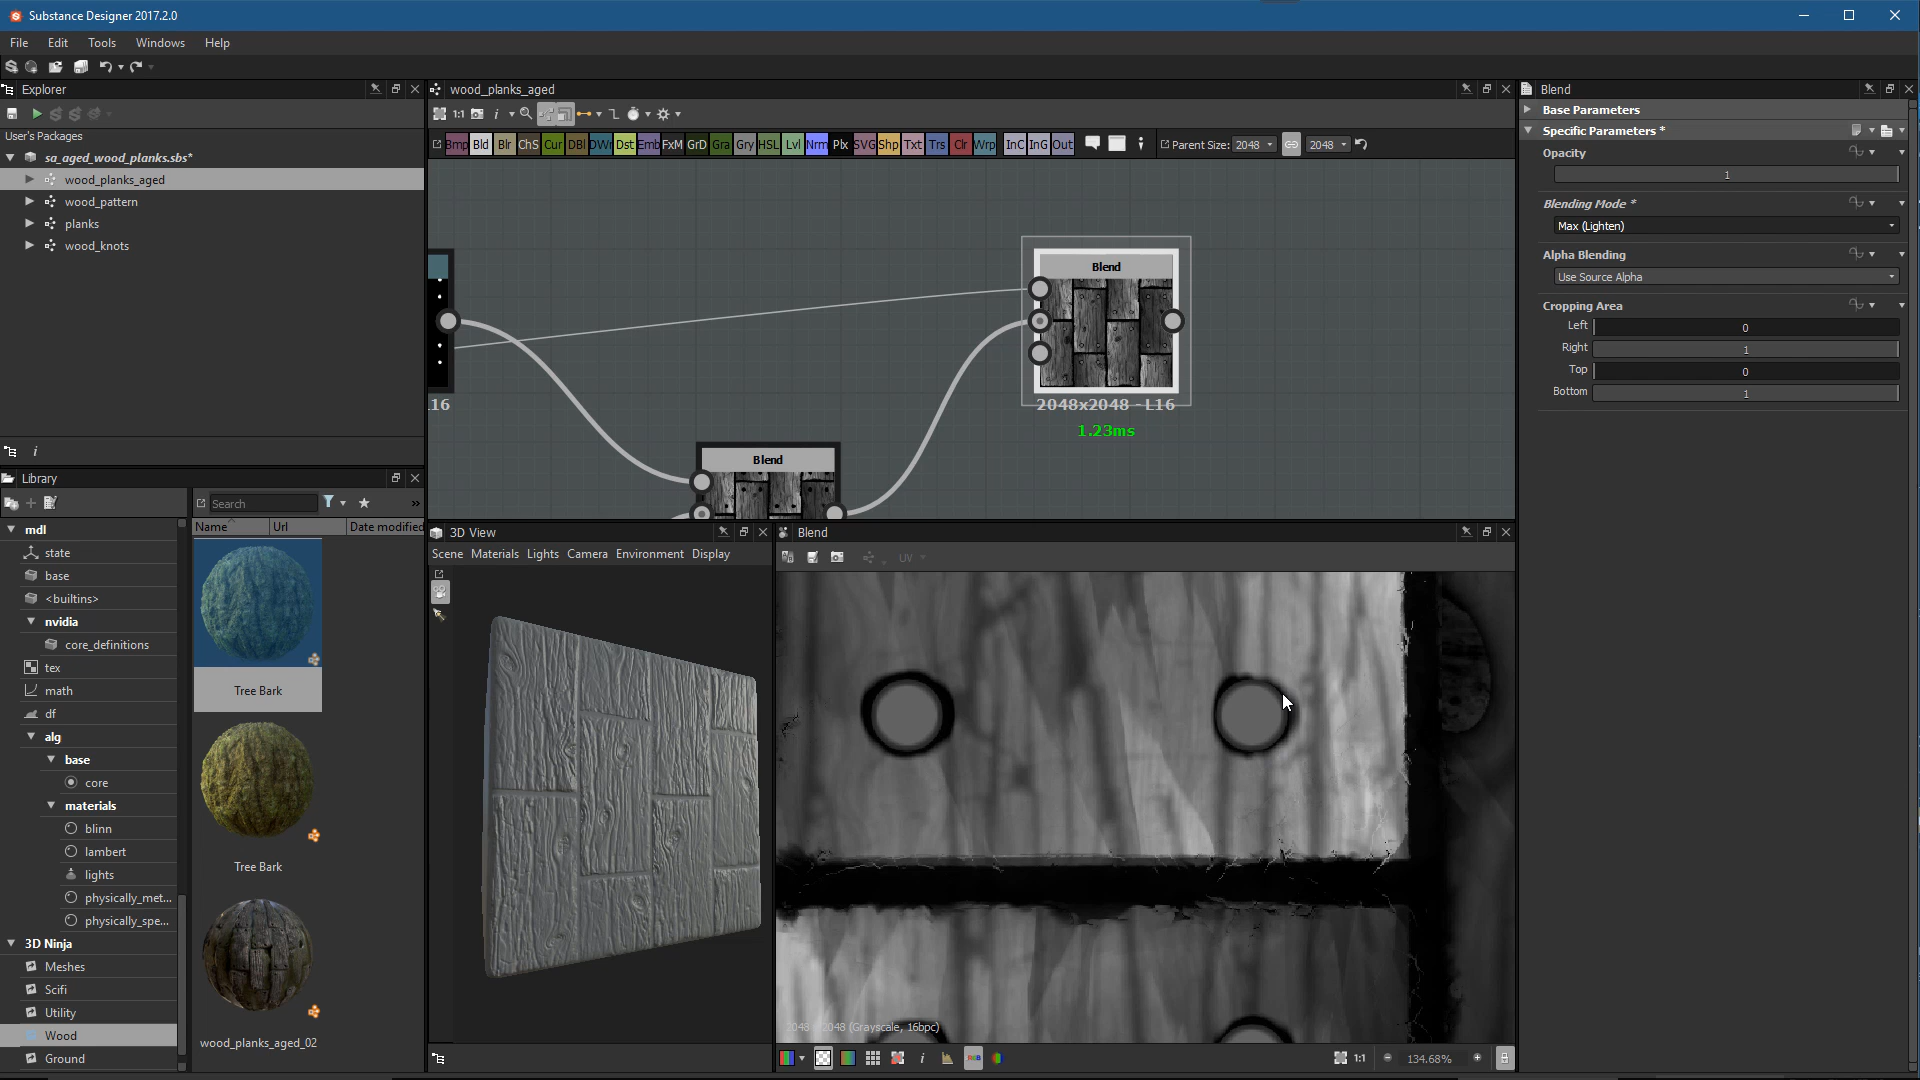 Substance Designer 2017.2.0
File Edit Tools Windows Help
Explorer
User's Packages
sa_aged_wood_planks.sbs*
wood_planks_aged
wood_pattern
planks
wood_knots
Library
Search
Name Url Date modified
mdl
state
base
<builtins>
nvidia
core_definitions
tex
math
df
alg
base
core
materials
blinn
lambert
lights
physically_met...
physically_spe...
3D Ninja
Meshes
Scifi
Utility
Wood
Ground
Tree Bark
Tree Bark
wood_planks_aged_02
wood_planks_aged
1:1
Bmp Bld Blr ChS Cur DBl DWr Dst Emb FxM GrD Gra Gry HSL Lvl Nrm Plx SVG Shp Txt Trs Clr Wrp InC InG Out
Parent Size: 2048 2048
Blend
2048x2048 - L16
1.23ms
L16
Blend
3D View
Scene Materials Lights Camera Environment Display
Blend
UV
2048 x 2048 (Grayscale, 16bpc)
1:1 134.68%
Blend
Base Parameters
Specific Parameters *
Opacity
1
Blending Mode *
Max (Lighten)
Alpha Blending
Use Source Alpha
Cropping Area
Left 0
Right 1
Top 0
Bottom 1